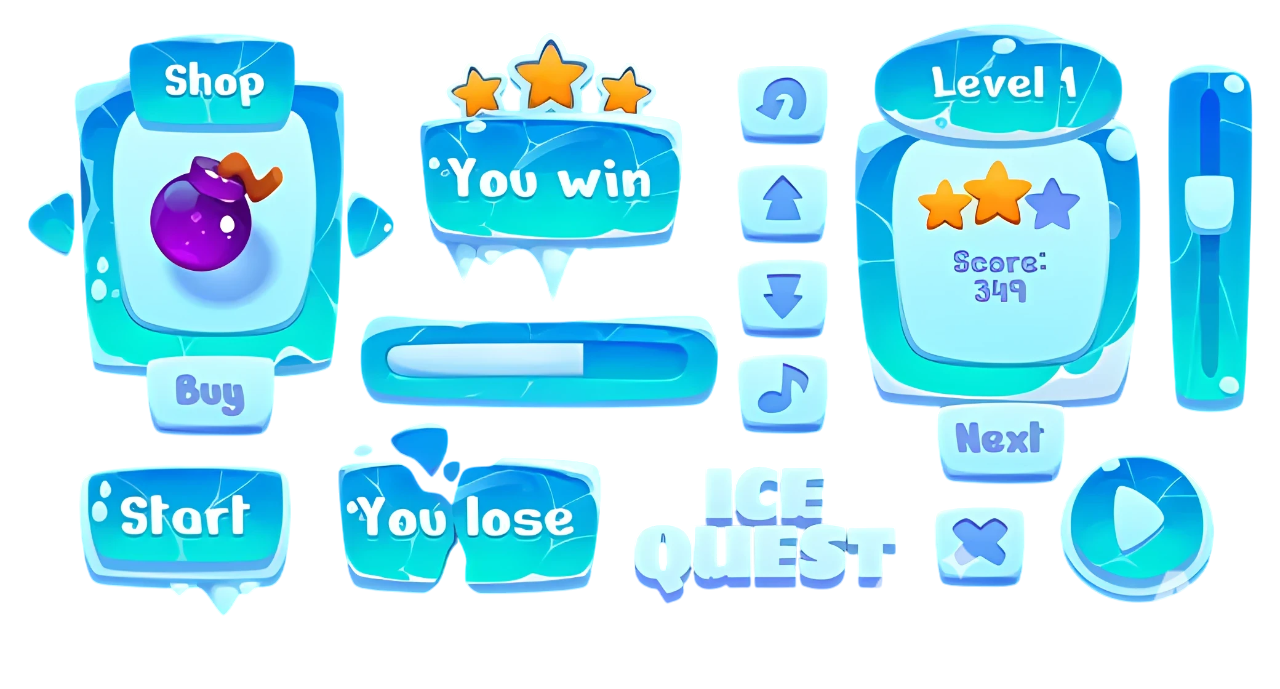 Shop
Buy
You win
Level 1
Score:
349
Next
Start
You lose
ICE
QUEST